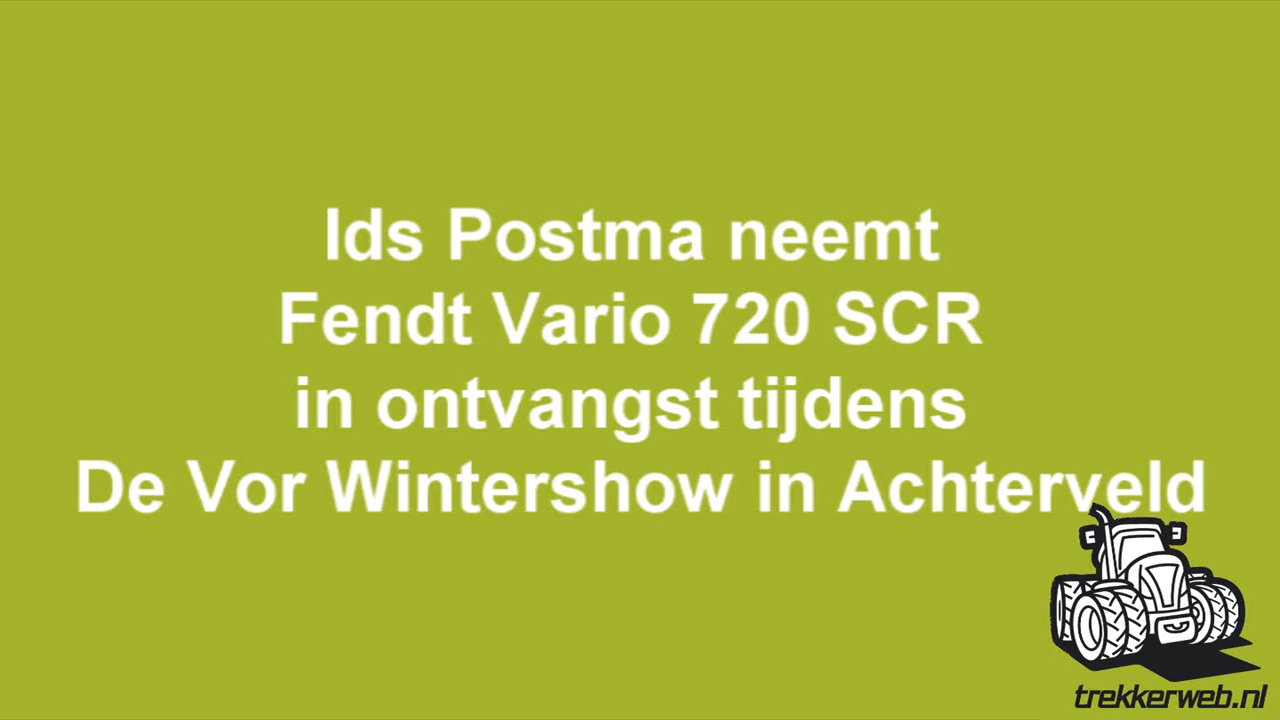 Ids Postma neemt
Fendt Vario 720 SCR
in ontvangst tijdens
De Vor Wintershow in Achterveld
trekkerweb.nl